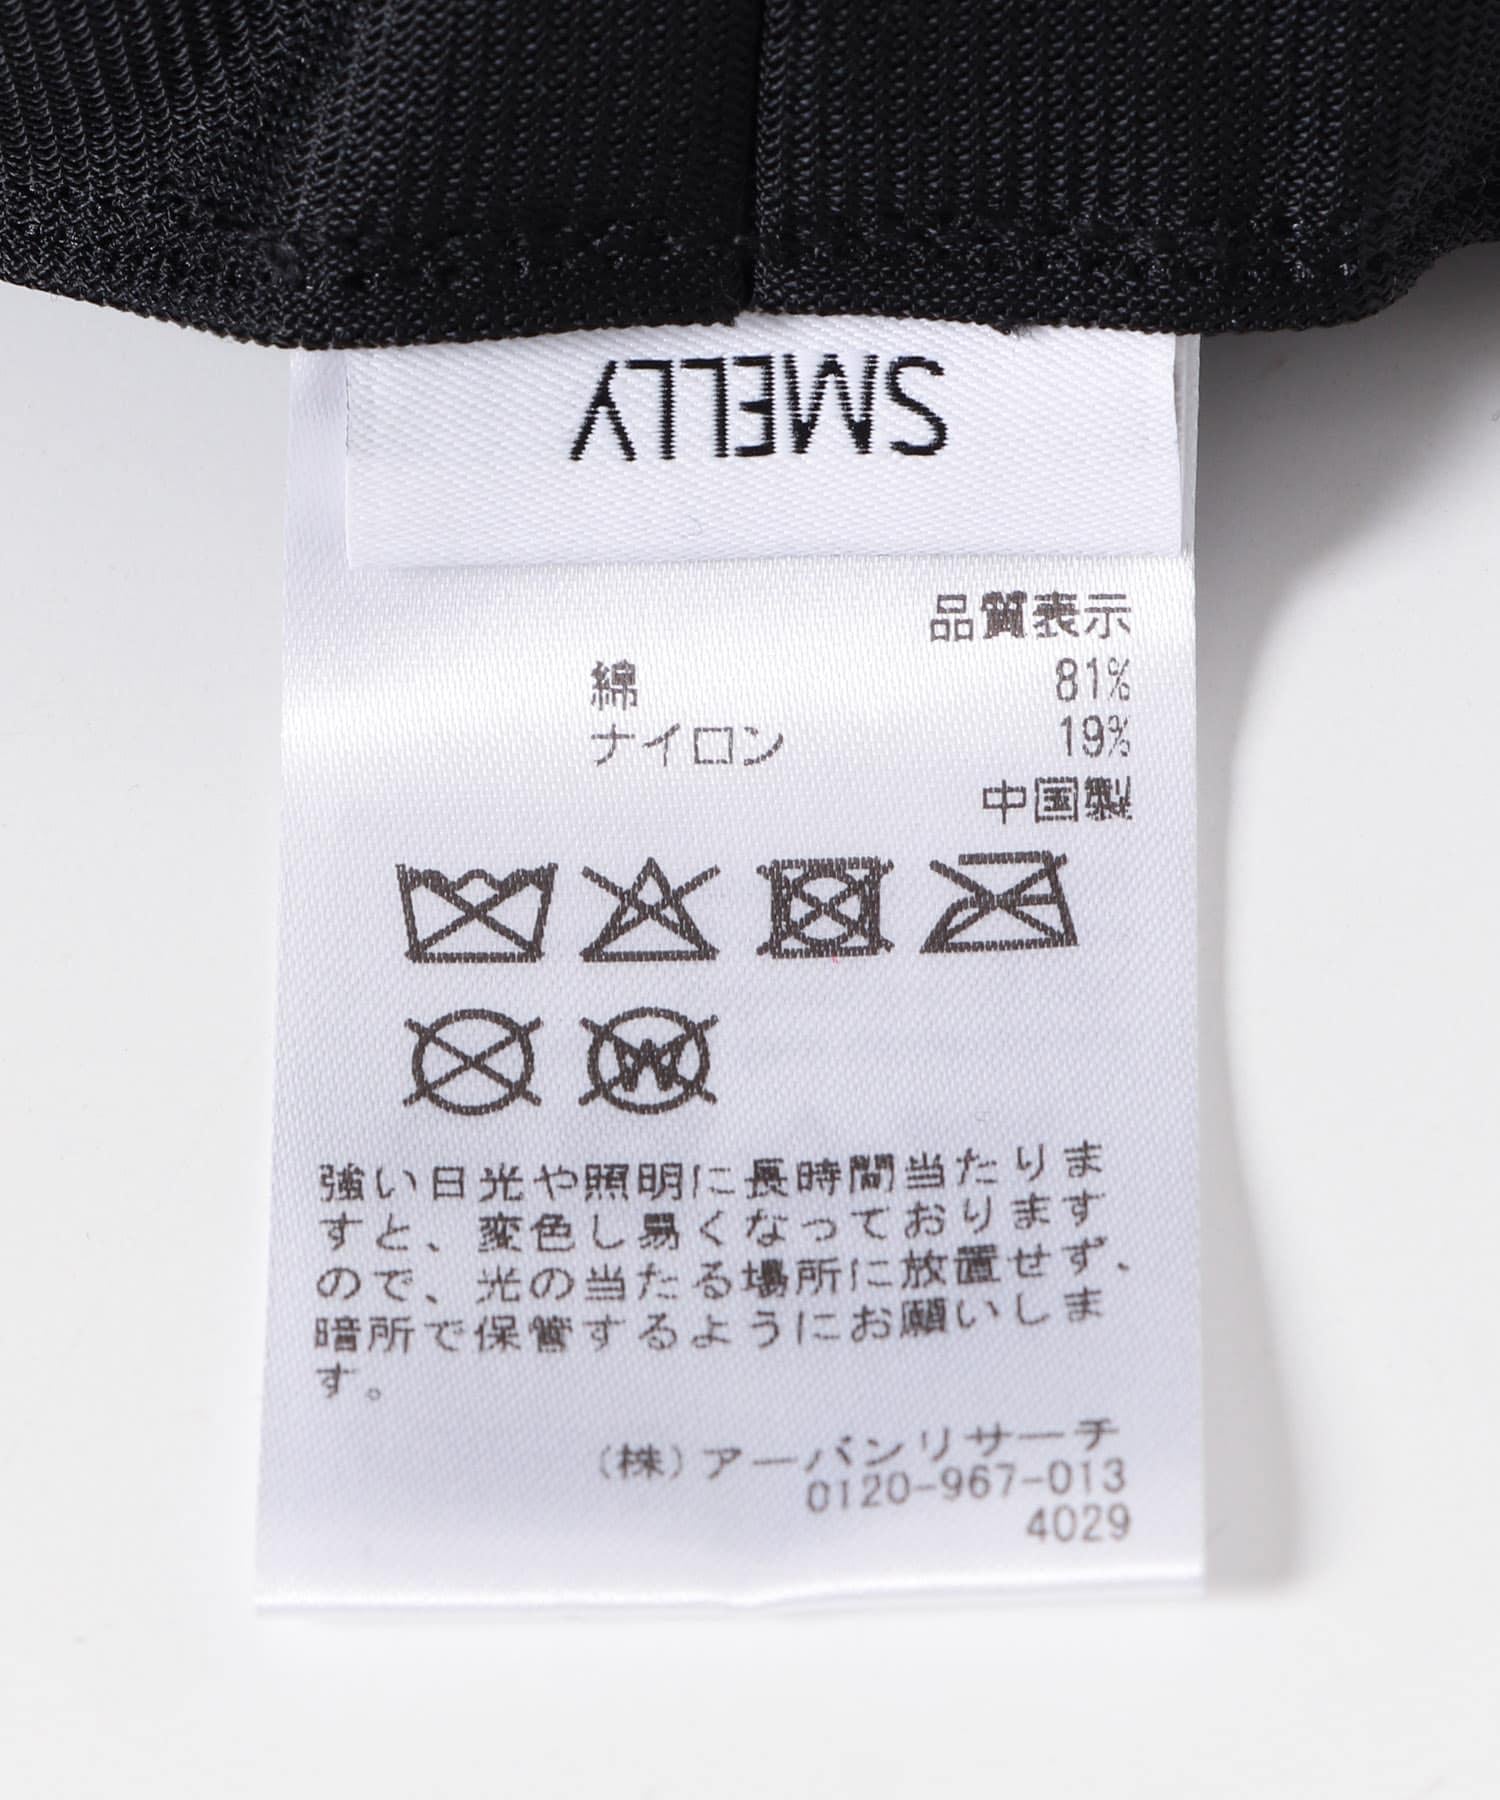 SMELLY
品質表示
綿 81%
ナイロン 19%
中国製
強い日光や照明に長時間当たりま
すと、変色し易くなっております
ので、光の当たる場所に放置せず、
暗所で保管するようにお願いしま
す。
(株)アーバンリサーチ
0120-967-013
4029